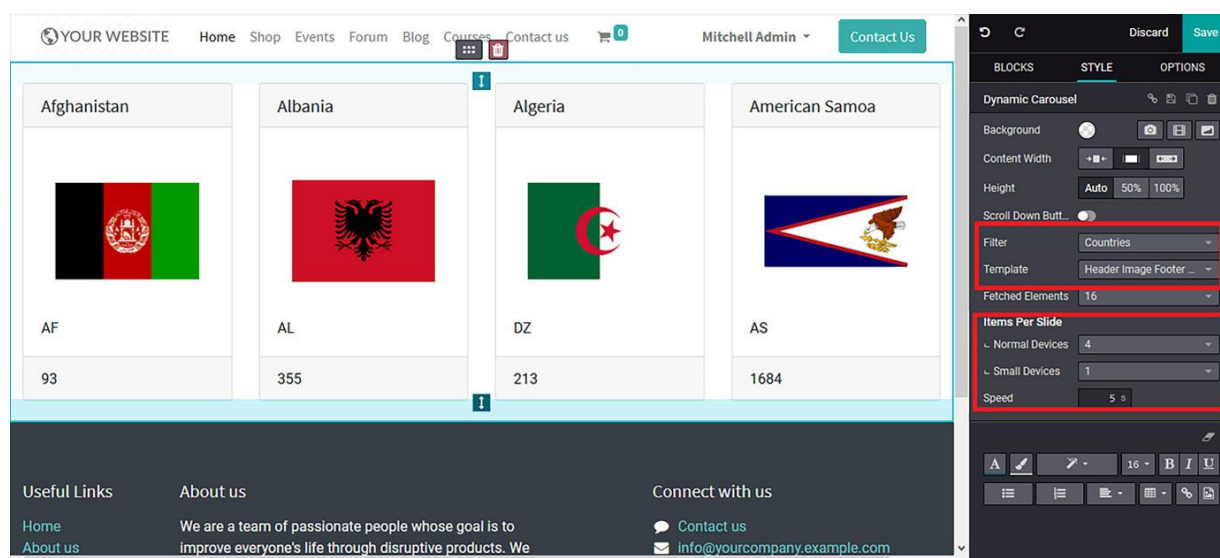 YOUR WEBSITE Home Shop Events Forum Blog Courses Contact us 0 Mitchell Admin Contact Us
Discard Save
BLOCKS STYLE OPTIONS
Afghanistan Albania Algeria American Samoa
AF AL DZ AS
93 355 213 1684
Dynamic Carousel
Background
Content Width
Height Auto 50% 100%
Scroll Down Butt...
Filter Countries
Template Header Image Footer ...
Fetched Elements 16
Items Per Slide
Normal Devices 4
Small Devices 1
Speed 5 s
A 16 B I U
Useful Links About us Connect with us
Home We are a team of passionate people whose goal is to Contact us
About us improve everyone's life through disruptive products. We info@yourcompany.example.com